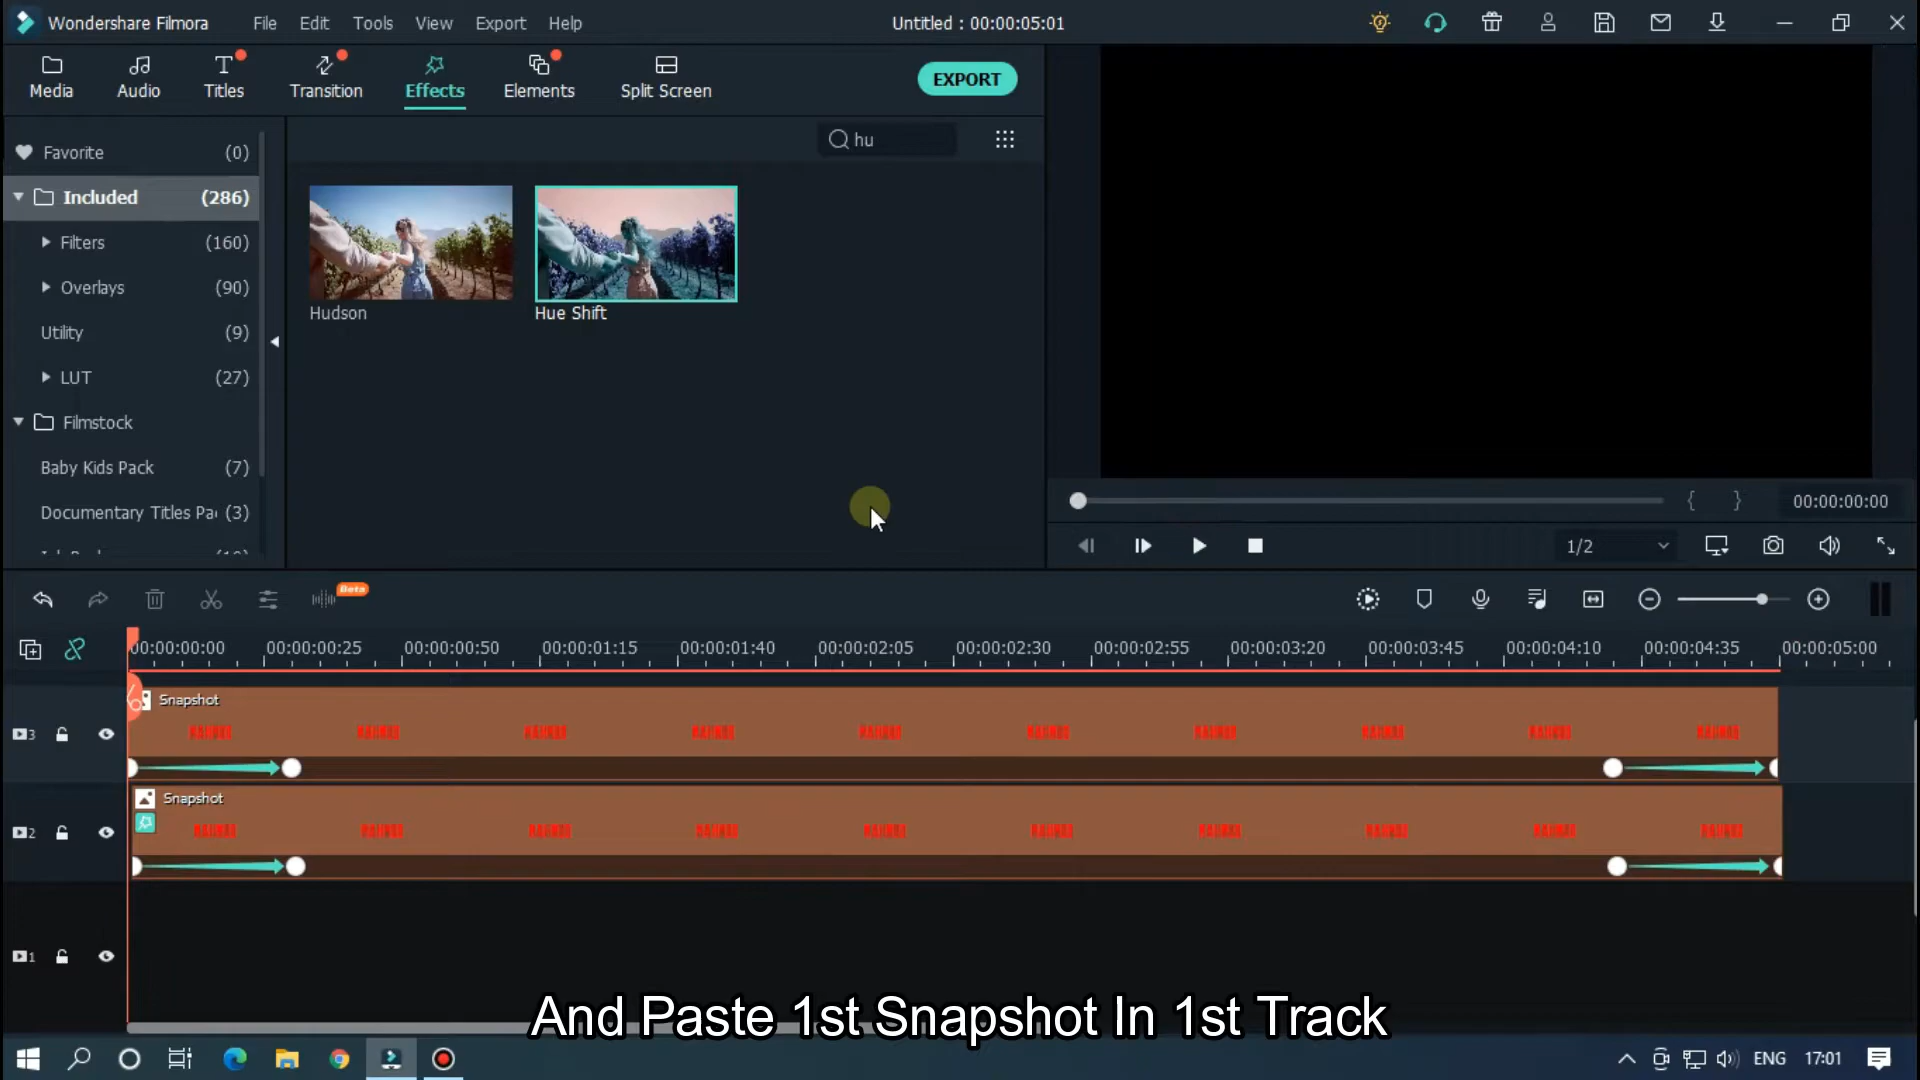 Wondershare Filmora File Edit Tools View Export Help Untitled : 00:00:05:01
Media Audio Titles Transition Effects Elements Split Screen EXPORT
Favorite (0)
hu
Included (286)
Filters (160)
Overlays (90)
Utility (9)
LUT (27)
Filmstock
Baby Kids Pack (7)
Documentary Titles Pa (3)
Hudson Hue Shift
{ } 00:00:00:00
1/2
Beta
00:00:00:00 00:00:00:25 00:00:00:50 00:00:01:15 00:00:01:40 00:00:02:05 00:00:02:30 00:00:02:55 00:00:03:20 00:00:03:45 00:00:04:10 00:00:04:35 00:00:05:00
Snapshot
3
Snapshot
2
1
And Paste 1st Snapshot In 1st Track
ENG 17:01